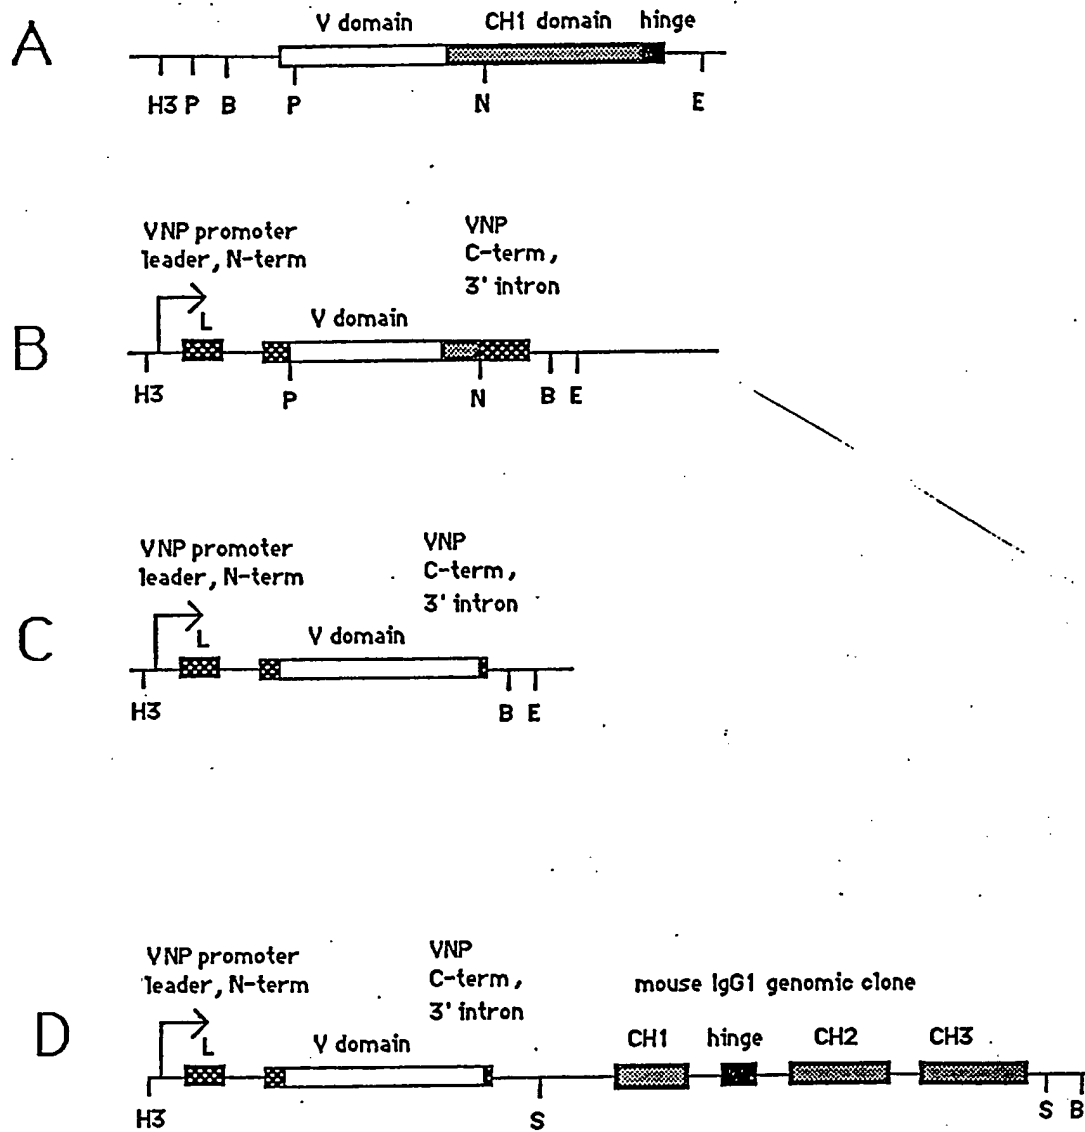 A
V domain CH1 domain hinge
H3 P B P N E
B
VNP promoter
leader, N-term
VNP
C-term,
3' intron
L
V domain
H3 P N B E
C
VNP promoter
leader, N-term
VNP
C-term,
3' intron
L
V domain
H3 B E
D
VNP promoter
leader, N-term
VNP
C-term,
3' intron
mouse IgG1 genomic clone
L
V domain
CH1 hinge CH2 CH3
H3 S S B